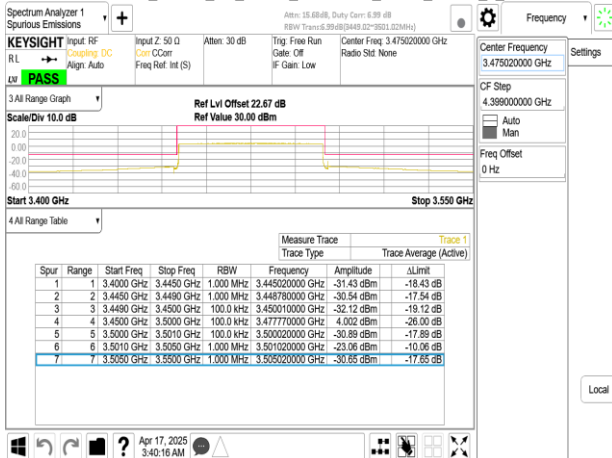 Spectrum Analyzer 1
Spurious Emissions
Attn: 15.68dB, Duty Corr: 6.99 dB
RBW Trans:6.99dB(3449.02~3501.02MHz)
Frequency
KEYSIGHT
Input: RF
Coupling: DC
Align: Auto
Input Z: 50 Ω
Corr CCorr
Freq Ref: Int (S)
Atten: 30 dB
Trig: Free Run
Gate: Off
IF Gain: Low
Center Freq: 3.475020000 GHz
Radio Std: None
RL
LXI
PASS
Center Frequency
3.475020000 GHz
Settings
CF Step
4.399000000 GHz
Auto
Man
Freq Offset
0 Hz
Local
3 All Range Graph
Scale/Div 10.0 dB
Ref Lvl Offset 22.67 dB
Ref Value 30.00 dBm
20.0
0.00
-20.0
-40.0
-60.0
Start 3.400 GHz
Stop 3.550 GHz
4 All Range Table
Measure Trace Trace 1
Trace Type Trace Average (Active)
Spur Range Start Freq Stop Freq RBW Frequency Amplitude ΔLimit
1 1 3.4000 GHz 3.4450 GHz 1.000 MHz 3.445020000 GHz -31.43 dBm -18.43 dB
2 2 3.4450 GHz 3.4490 GHz 1.000 MHz 3.448780000 GHz -30.54 dBm -17.54 dB
3 3 3.4490 GHz 3.4500 GHz 100.0 kHz 3.450010000 GHz -32.12 dBm -19.12 dB
4 4 3.4500 GHz 3.5000 GHz 100.0 kHz 3.477770000 GHz 4.002 dBm -26.00 dB
5 5 3.5000 GHz 3.5010 GHz 100.0 kHz 3.500020000 GHz -30.89 dBm -17.89 dB
6 6 3.5010 GHz 3.5050 GHz 1.000 MHz 3.501020000 GHz -23.06 dBm -10.06 dB
7 7 3.5050 GHz 3.5500 GHz 1.000 MHz 3.505020000 GHz -30.65 dBm -17.65 dB
Apr 17, 2025
3:40:16 AM